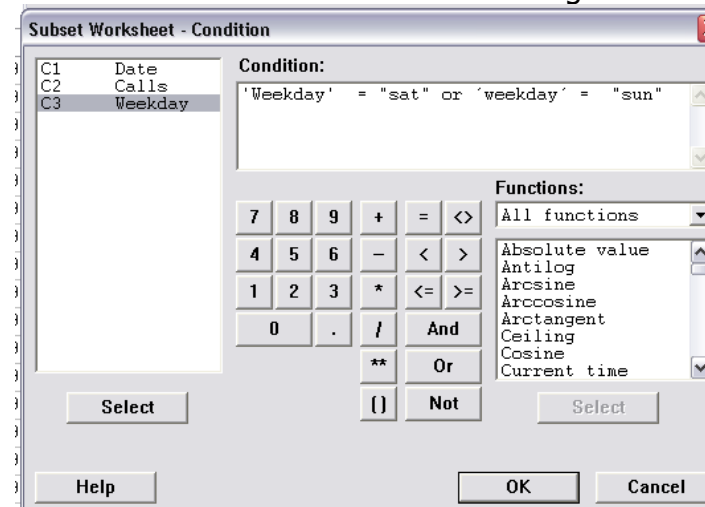 Subset Worksheet - Condition
C1 Date
C2 Calls
C3 Weekday
Condition:
'Weekday' = "sat" or ´weekday´ = "sun"
Functions:
All functions
7 8 9 + = <>
4 5 6 – < >
1 2 3 * <= >=
0 . / And
** Or
() Not
Absolute value
Antilog
Arcsine
Arccosine
Arctangent
Ceiling
Cosine
Current time
Select
Select
Help
OK
Cancel